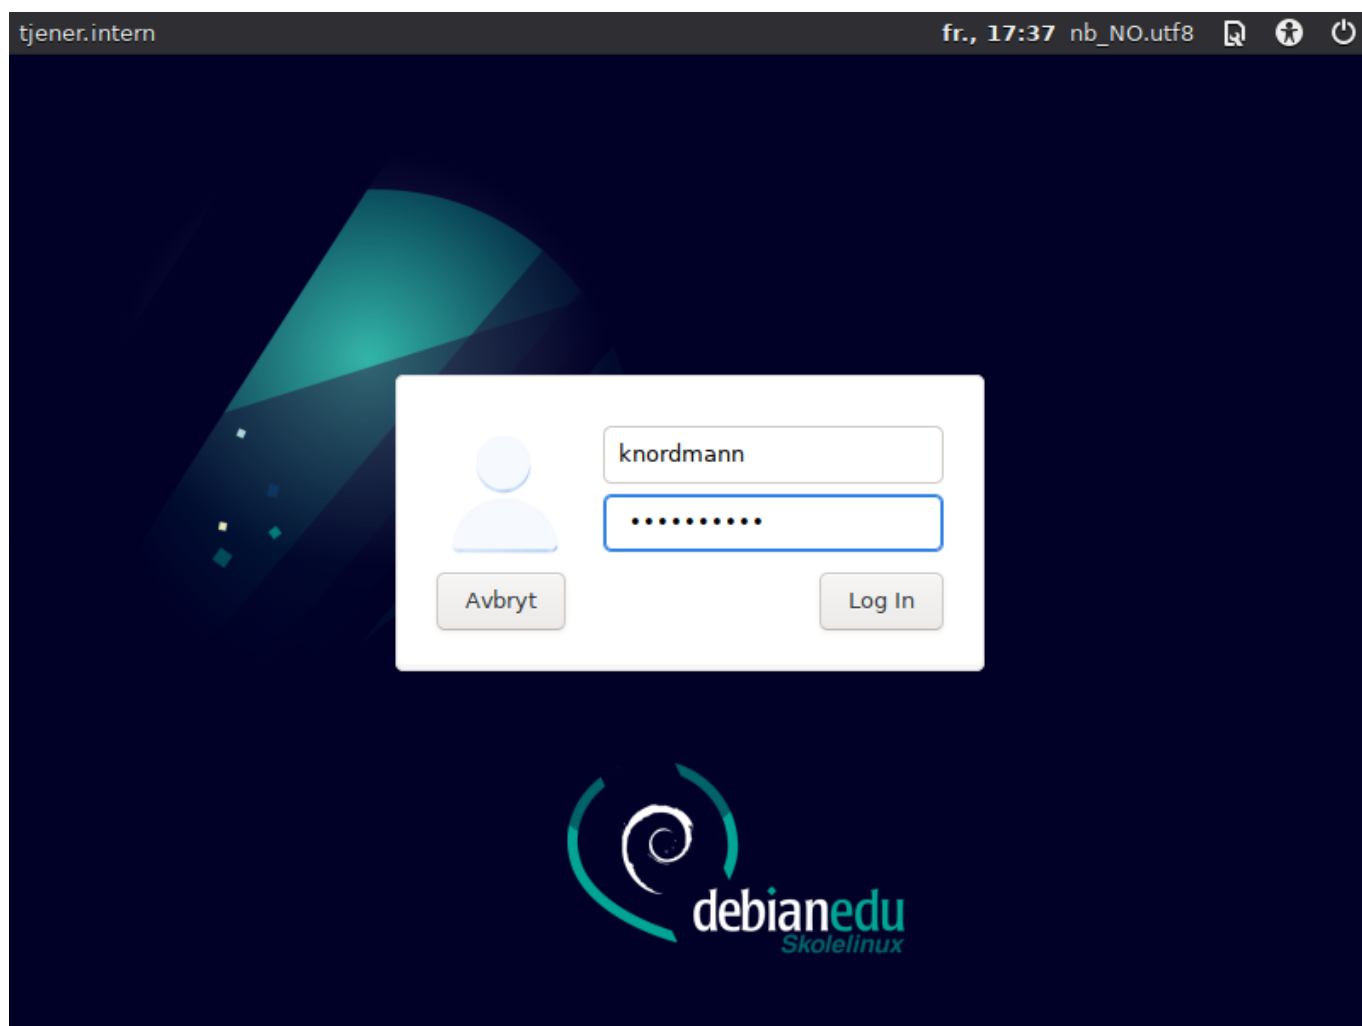 tjener.intern fr., 17:37 nb_NO.utf8
knordmann
••••••••••
Avbryt Log In
debianedu
Skolelinux